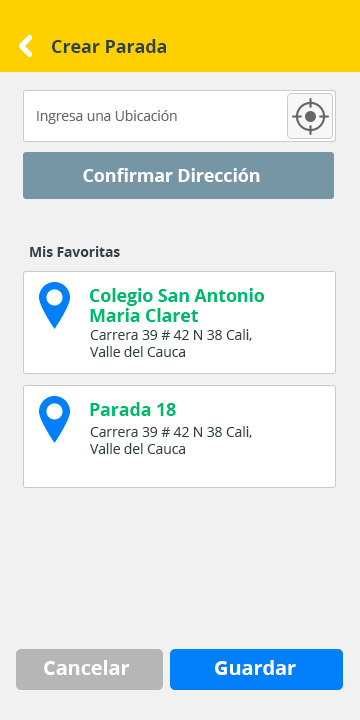 Crear Parada
Ingresa una Ubicación
Confirmar Dirección
Mis Favoritas
Colegio San Antonio
Maria Claret
Carrera 39 # 42 N 38 Cali,
Valle del Cauca
Parada 18
Carrera 39 # 42 N 38 Cali,
Valle del Cauca
Cancelar
Guardar